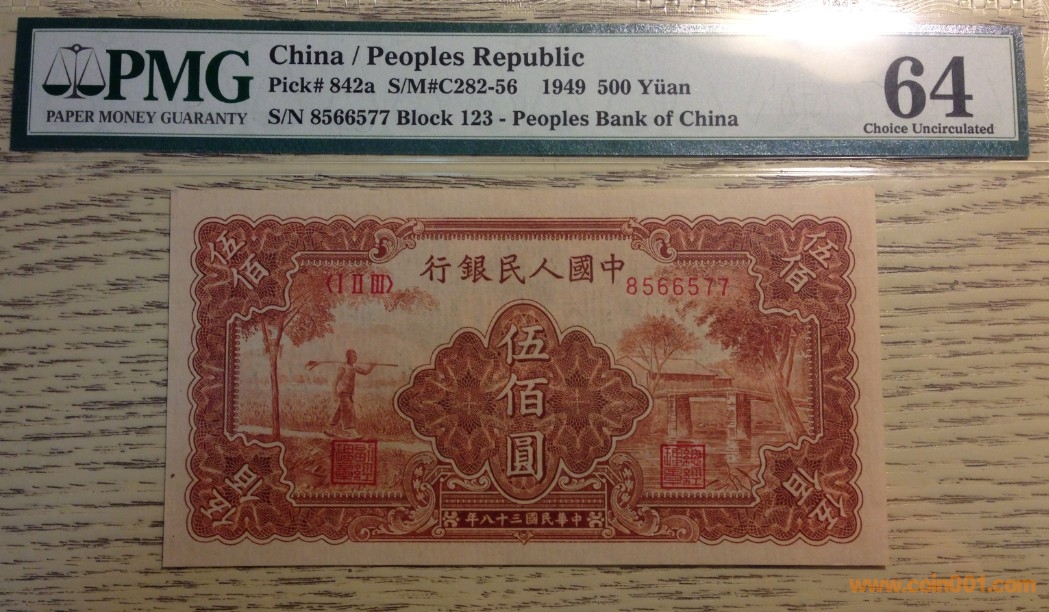 PMG
PAPER MONEY GUARANTY
China / Peoples Republic
Pick# 842a S/M#C282-56 1949 500 Yüan
S/N 8566577 Block 123 - Peoples Bank of China
64
Choice Uncirculated
伍佰
伍佰
行銀民人國中
〈I II III〉
8566577
伍佰圓
伍佰
伍佰
年八十三國民華中
www.coin001.com